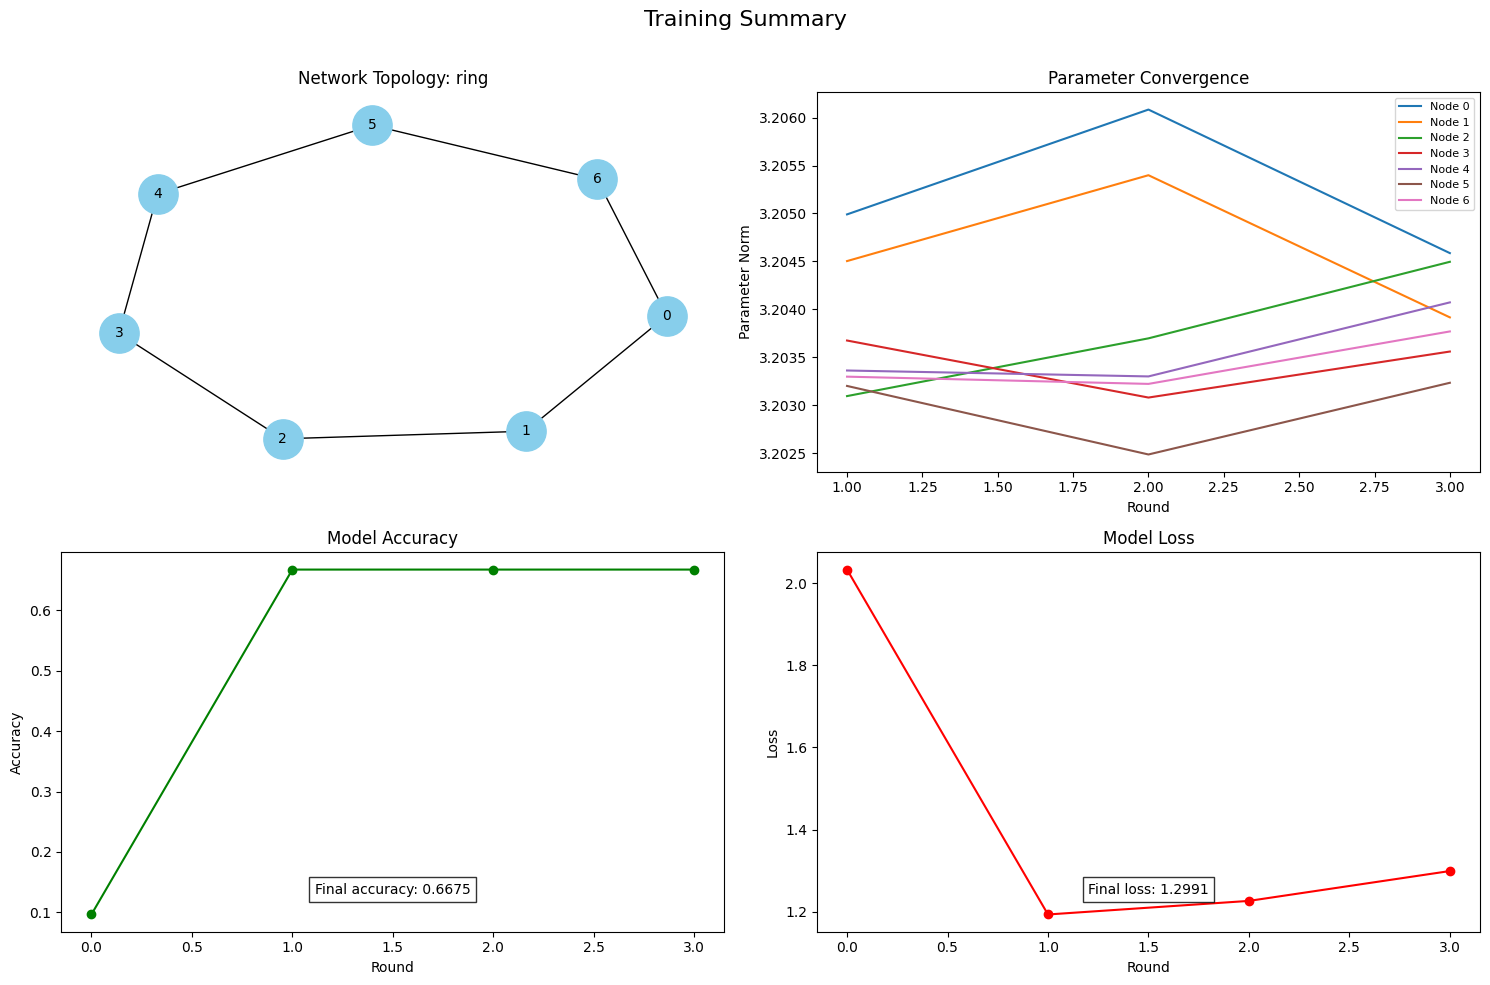 Training Summary
Network Topology: ring
5
6
4
0
3
1
2
Parameter Convergence
Parameter Norm
3.2060
3.2055
3.2050
3.2045
3.2040
3.2035
3.2030
3.2025
Node 0
Node 1
Node 2
Node 3
Node 4
Node 5
Node 6
1.00 1.25 1.50 1.75 2.00 2.25 2.50 2.75 3.00
Round
Model Accuracy
Accuracy
0.6
0.5
0.4
0.3
0.2
0.1
Final accuracy: 0.6675
0.0 0.5 1.0 1.5 2.0 2.5 3.0
Round
Model Loss
Loss
2.0
1.8
1.6
1.4
1.2
Final loss: 1.2991
0.0 0.5 1.0 1.5 2.0 2.5 3.0
Round